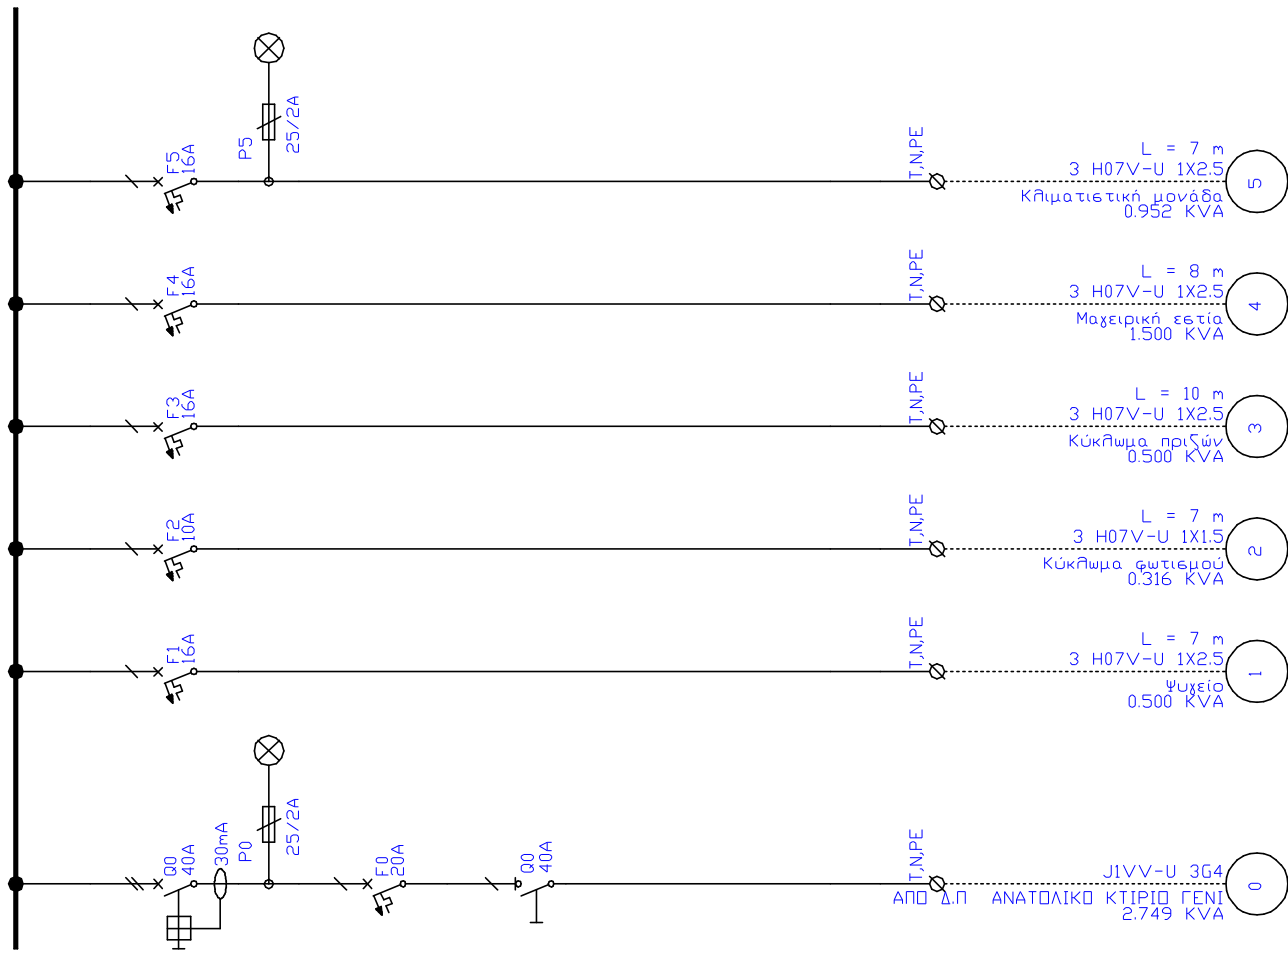 P5
25/2A
F5
16A
T,N,PE
L = 7 m
3 H07V-U 1X2.5
Κλιματιστική μονάδα
0.952 KVA
5
F4
16A
T,N,PE
L = 8 m
3 H07V-U 1X2.5
Μαγειρική εστία
1.500 KVA
4
F3
16A
T,N,PE
L = 10 m
3 H07V-U 1X2.5
Κύκλωμα πριζών
0.500 KVA
3
F2
10A
T,N,PE
L = 7 m
3 H07V-U 1X1.5
Κύκλωμα φωτισμού
0.316 KVA
2
F1
16A
T,N,PE
L = 7 m
3 H07V-U 1X2.5
Ψυγείο
0.500 KVA
1
Q0
40A
30mA
P0
25/2A
F0
20A
Q0
40A
T,N,PE
J1VV-U 3G4
ΑΠΟ Δ.Π ΑΝΑΤΟΛΙΚΟ ΚΤΙΡΙΟ ΓΕΝΙ
2.749 KVA
0